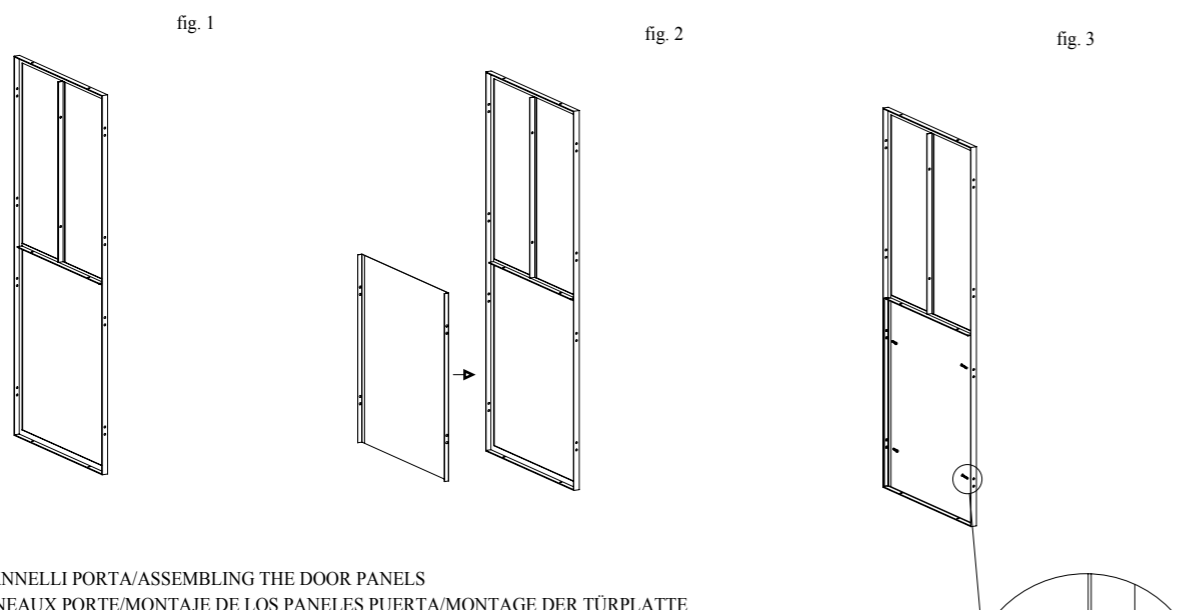 fig. 1
fig. 2
fig. 3
NNELLI PORTA/ASSEMBLING THE DOOR PANELS
NEAUX PORTE/MONTAJE DE LOS PANELES PUERTA/MONTAGE DER TÜRPLATTE